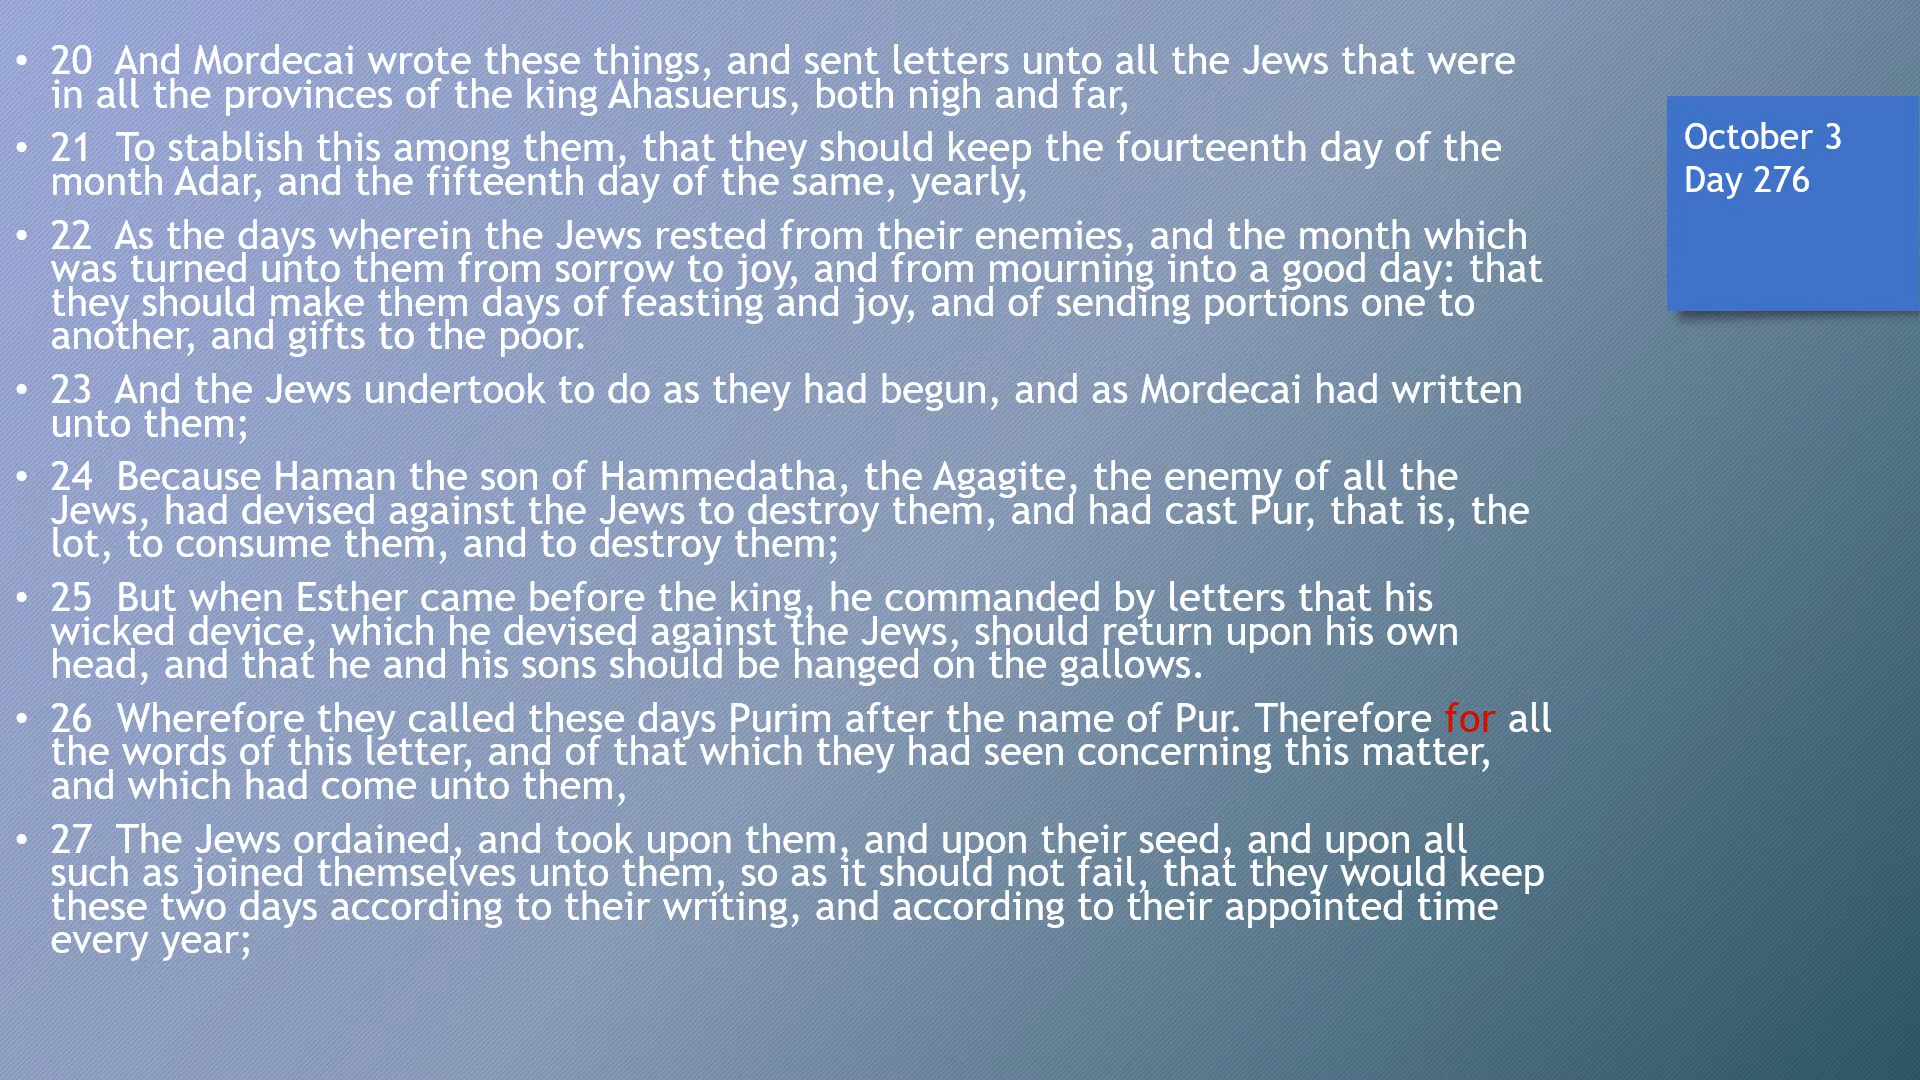 • 20  And Mordecai wrote these things, and sent letters unto all the Jews that were
in all the provinces of the king Ahasuerus, both nigh and far,
• 21  To stablish this among them, that they should keep the fourteenth day of the
month Adar, and the fifteenth day of the same, yearly,
• 22  As the days wherein the Jews rested from their enemies, and the month which
was turned unto them from sorrow to joy, and from mourning into a good day: that
they should make them days of feasting and joy, and of sending portions one to
another, and gifts to the poor.
• 23  And the Jews undertook to do as they had begun, and as Mordecai had written
unto them;
• 24  Because Haman the son of Hammedatha, the Agagite, the enemy of all the
Jews, had devised against the Jews to destroy them, and had cast Pur, that is, the
lot, to consume them, and to destroy them;
• 25  But when Esther came before the king, he commanded by letters that his
wicked device, which he devised against the Jews, should return upon his own
head, and that he and his sons should be hanged on the gallows.
• 26  Wherefore they called these days Purim after the name of Pur. Therefore for all
the words of this letter, and of that which they had seen concerning this matter,
and which had come unto them,
• 27  The Jews ordained, and took upon them, and upon their seed, and upon all
such as joined themselves unto them, so as it should not fail, that they would keep
these two days according to their writing, and according to their appointed time
every year;
October 3
Day 276